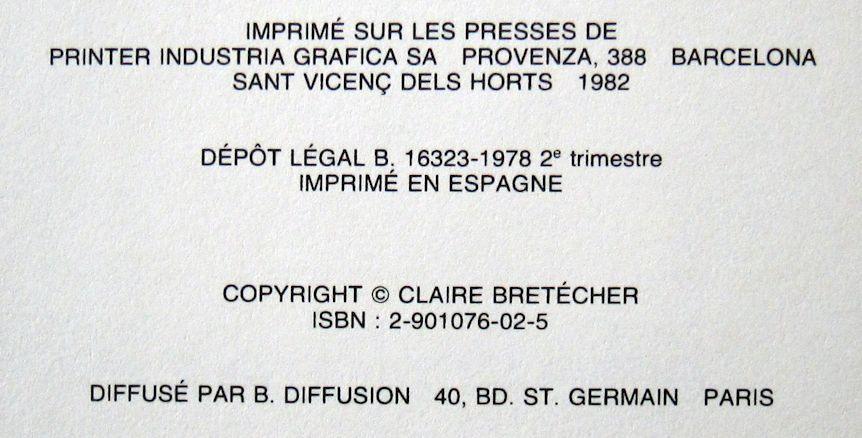 IMPRIMÉ SUR LES PRESSES DE
PRINTER INDUSTRIA GRAFICA SA PROVENZA, 388 BARCELONA
SANT VICENÇ DELS HORTS 1982
DÉPÔT LÉGAL B. 16323-1978 2e trimestre
IMPRIMÉ EN ESPAGNE
COPYRIGHT © CLAIRE BRETÉCHER
ISBN : 2-901076-02-5
DIFFUSÉ PAR B. DIFFUSION 40, BD. ST. GERMAIN PARIS